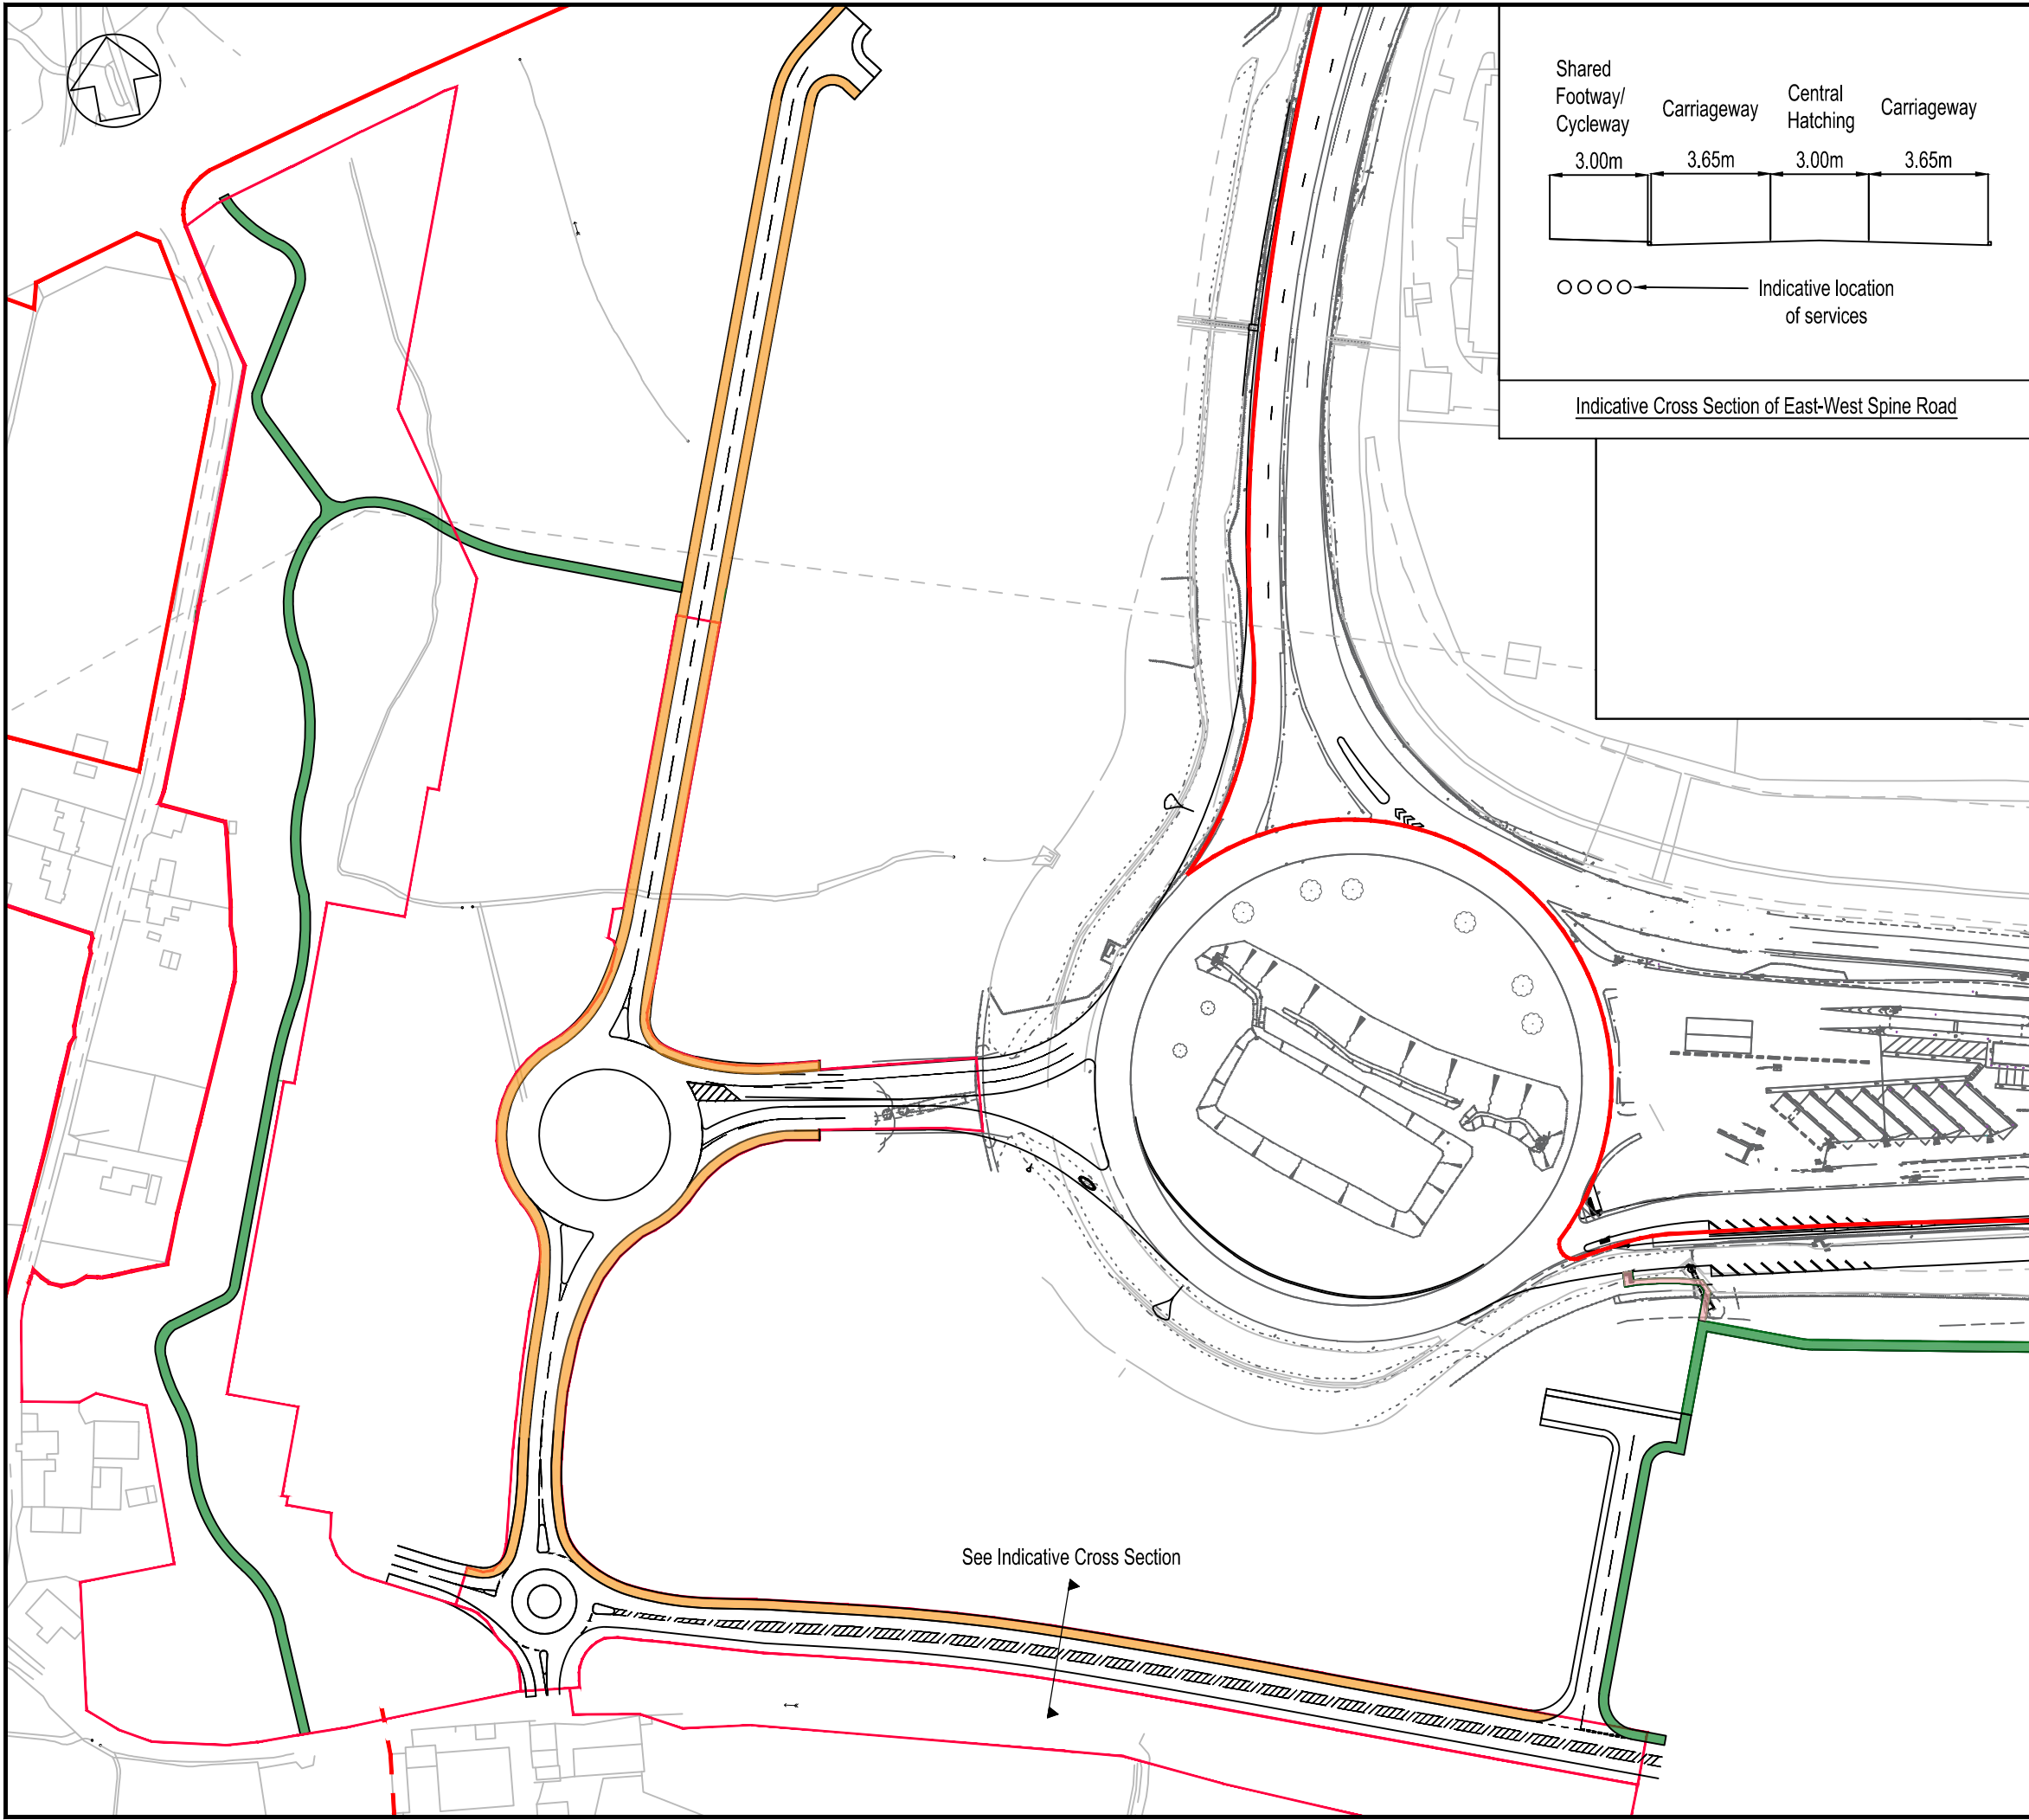 Shared
Footway/
Cycleway
Carriageway
Central
Hatching
Carriageway
3.00m
3.65m
3.00m
3.65m
Indicative location
of services
Indicative Cross Section of East-West Spine Road
See Indicative Cross Section